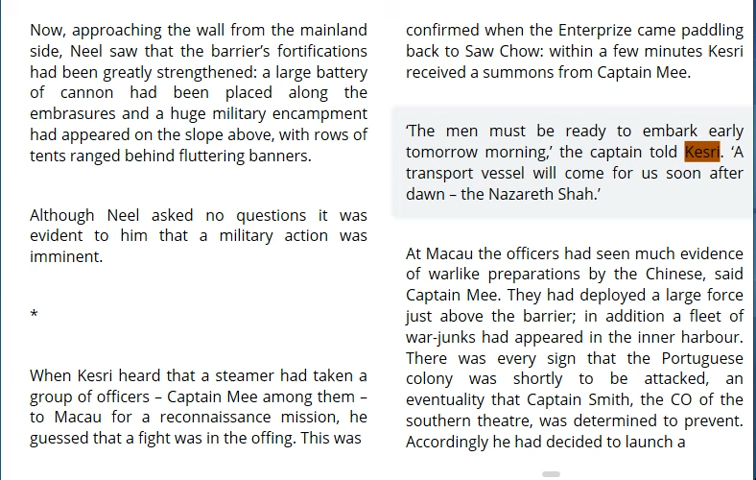 Now, approaching the wall from the mainland
side, Neel saw that the barrier’s fortifications
had been greatly strengthened: a large battery
of cannon had been placed along the
embrasures and a huge military encampment
had appeared on the slope above, with rows of
tents ranged behind fluttering banners.
Although Neel asked no questions it was
evident to him that a military action was
imminent.
*
When Kesri heard that a steamer had taken a
group of officers – Captain Mee among them –
to Macau for a reconnaissance mission, he
guessed that a fight was in the offing. This was
confirmed when the Enterprize came paddling
back to Saw Chow: within a few minutes Kesri
received a summons from Captain Mee.
‘The men must be ready to embark early
tomorrow morning,’ the captain told Kesri. ‘A
transport vessel will come for us soon after
dawn – the Nazareth Shah.’
At Macau the officers had seen much evidence
of warlike preparations by the Chinese, said
Captain Mee. They had deployed a large force
just above the barrier; in addition a fleet of
war-junks had appeared in the inner harbour.
There was every sign that the Portuguese
colony was shortly to be attacked, an
eventuality that Captain Smith, the CO of the
southern theatre, was determined to prevent.
Accordingly he had decided to launch a